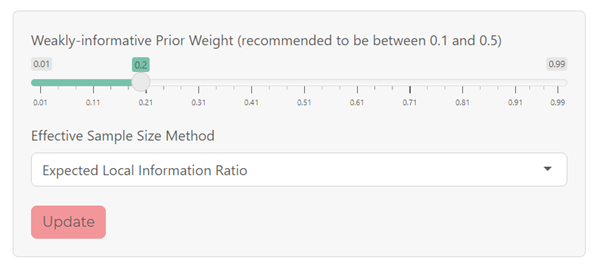 Weakly-informative Prior Weight (recommended to be between 0.1 and 0.5)
0.01 0.2 0.99
0.01 0.11 0.21 0.31 0.41 0.51 0.61 0.71 0.81 0.91 0.99
Effective Sample Size Method
Expected Local Information Ratio
Update